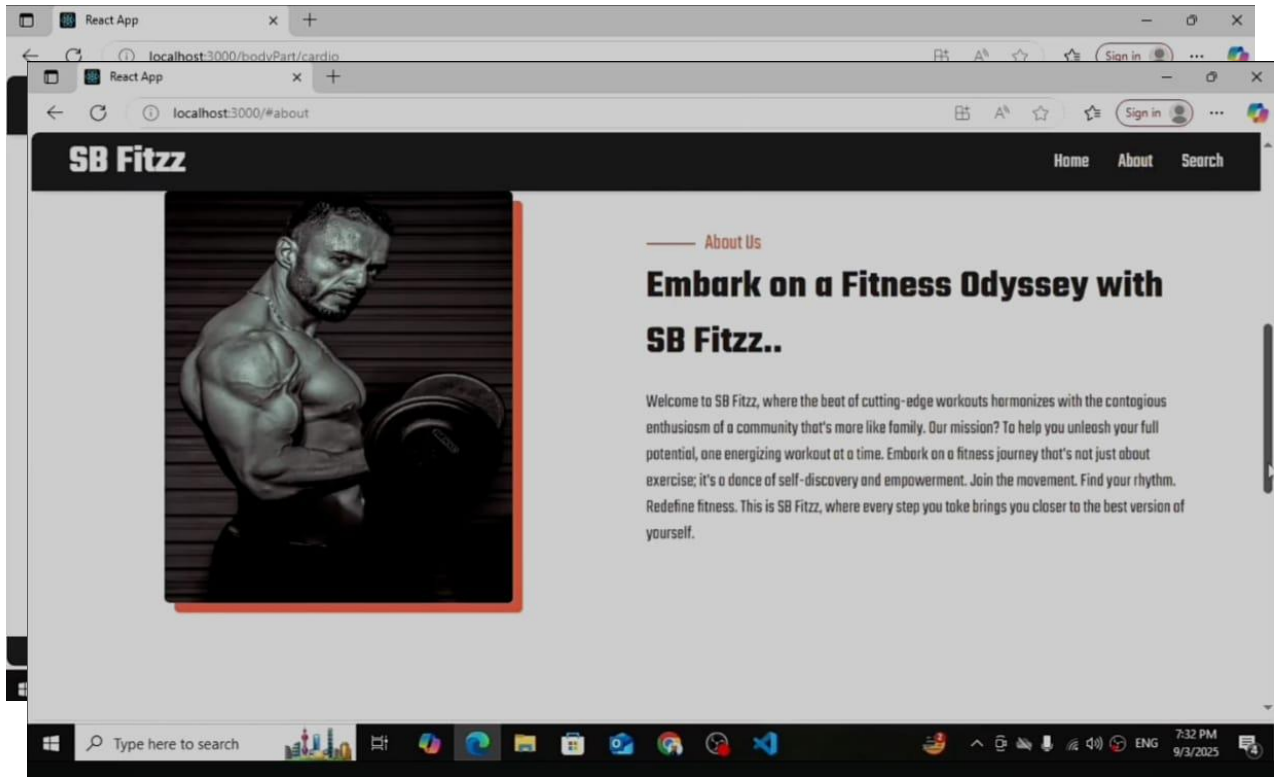 React App
localhost:3000/bodyPart/cardio
Sign in
React App
localhost:3000/#about
Sign in
SB Fitzz
Home About Search
About Us
Embark on a Fitness Odyssey with
SB Fitzz..
Welcome to SB Fitzz, where the beat of cutting-edge workouts harmonizes with the contagious
enthusiasm of a community that's more like family. Our mission? To help you unleash your full
potential, one energizing workout at a time. Embark on a fitness journey that's not just about
exercise; it's a dance of self-discovery and empowerment. Join the movement. Find your rhythm.
Redefine fitness. This is SB Fitzz, where every step you take brings you closer to the best version of
yourself.
Type here to search
ENG
7:32 PM
9/3/2025
4